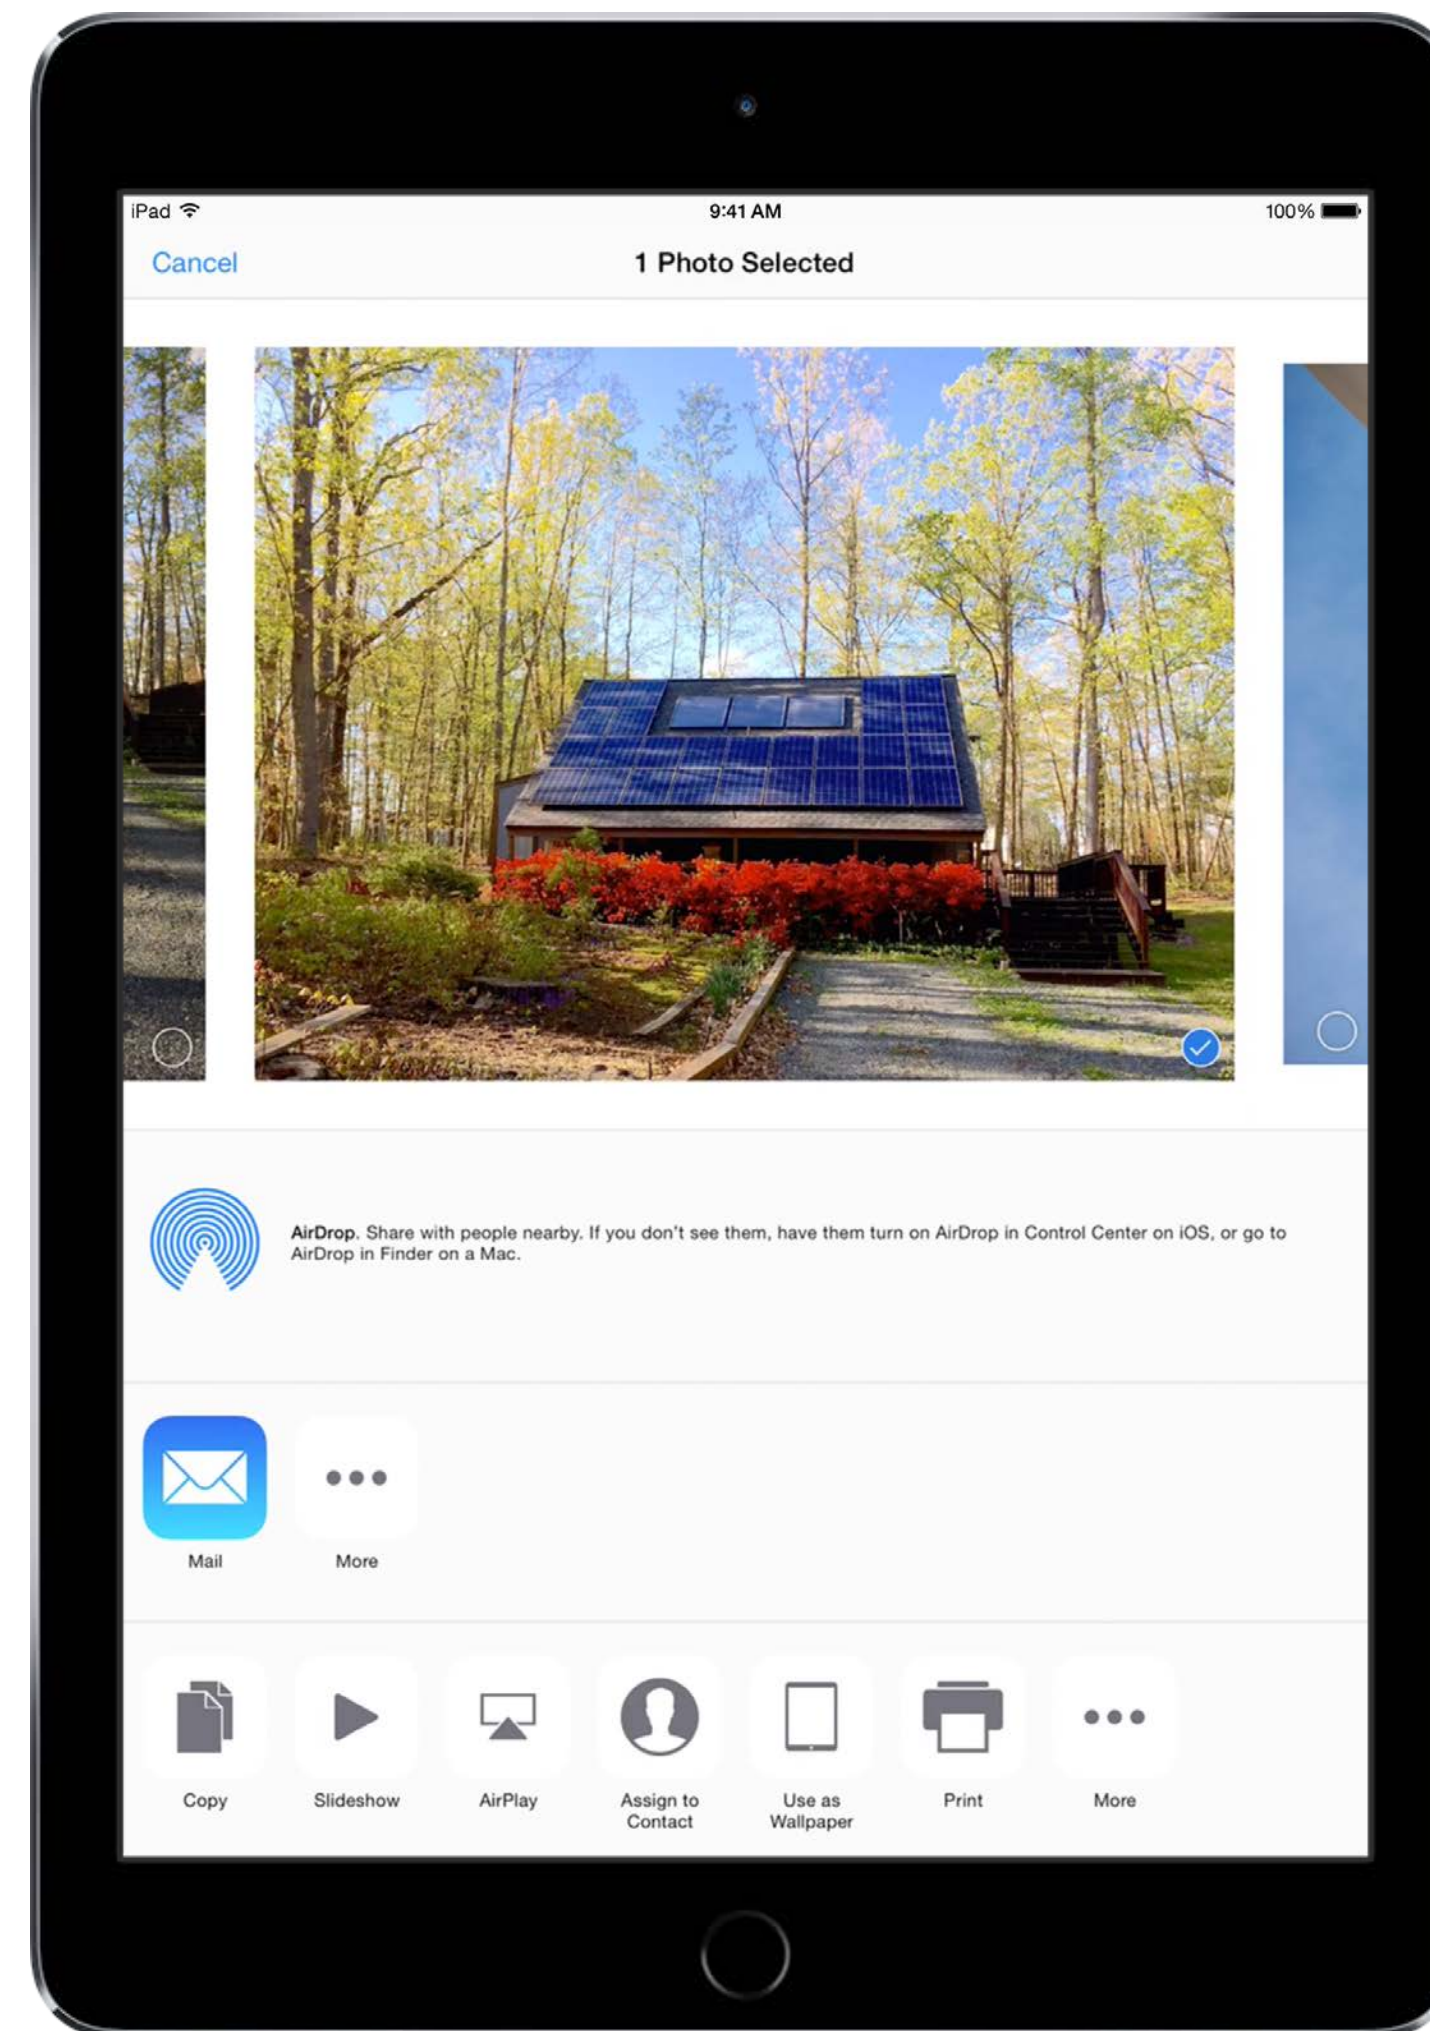 iPad 9:41 AM 100%
Cancel 1 Photo Selected
AirDrop. Share with people nearby. If you don't see them, have them turn on AirDrop in Control Center on iOS, or go to
AirDrop in Finder on a Mac.
Mail More
Copy Slideshow AirPlay Assign to Use as Print More
Contact Wallpaper